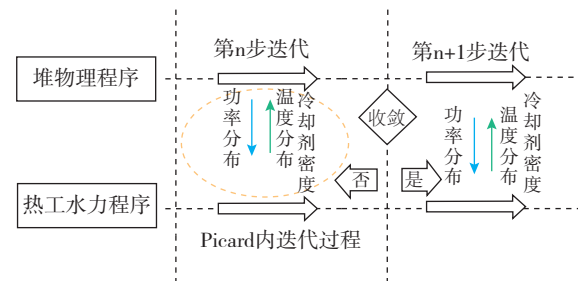 第n步迭代
第n+1步迭代
堆物理程序
功率分布
温度分布
冷却剂密度
收敛
功率分布
温度分布
冷却剂密度
否
是
热工水力程序
Picard内迭代过程